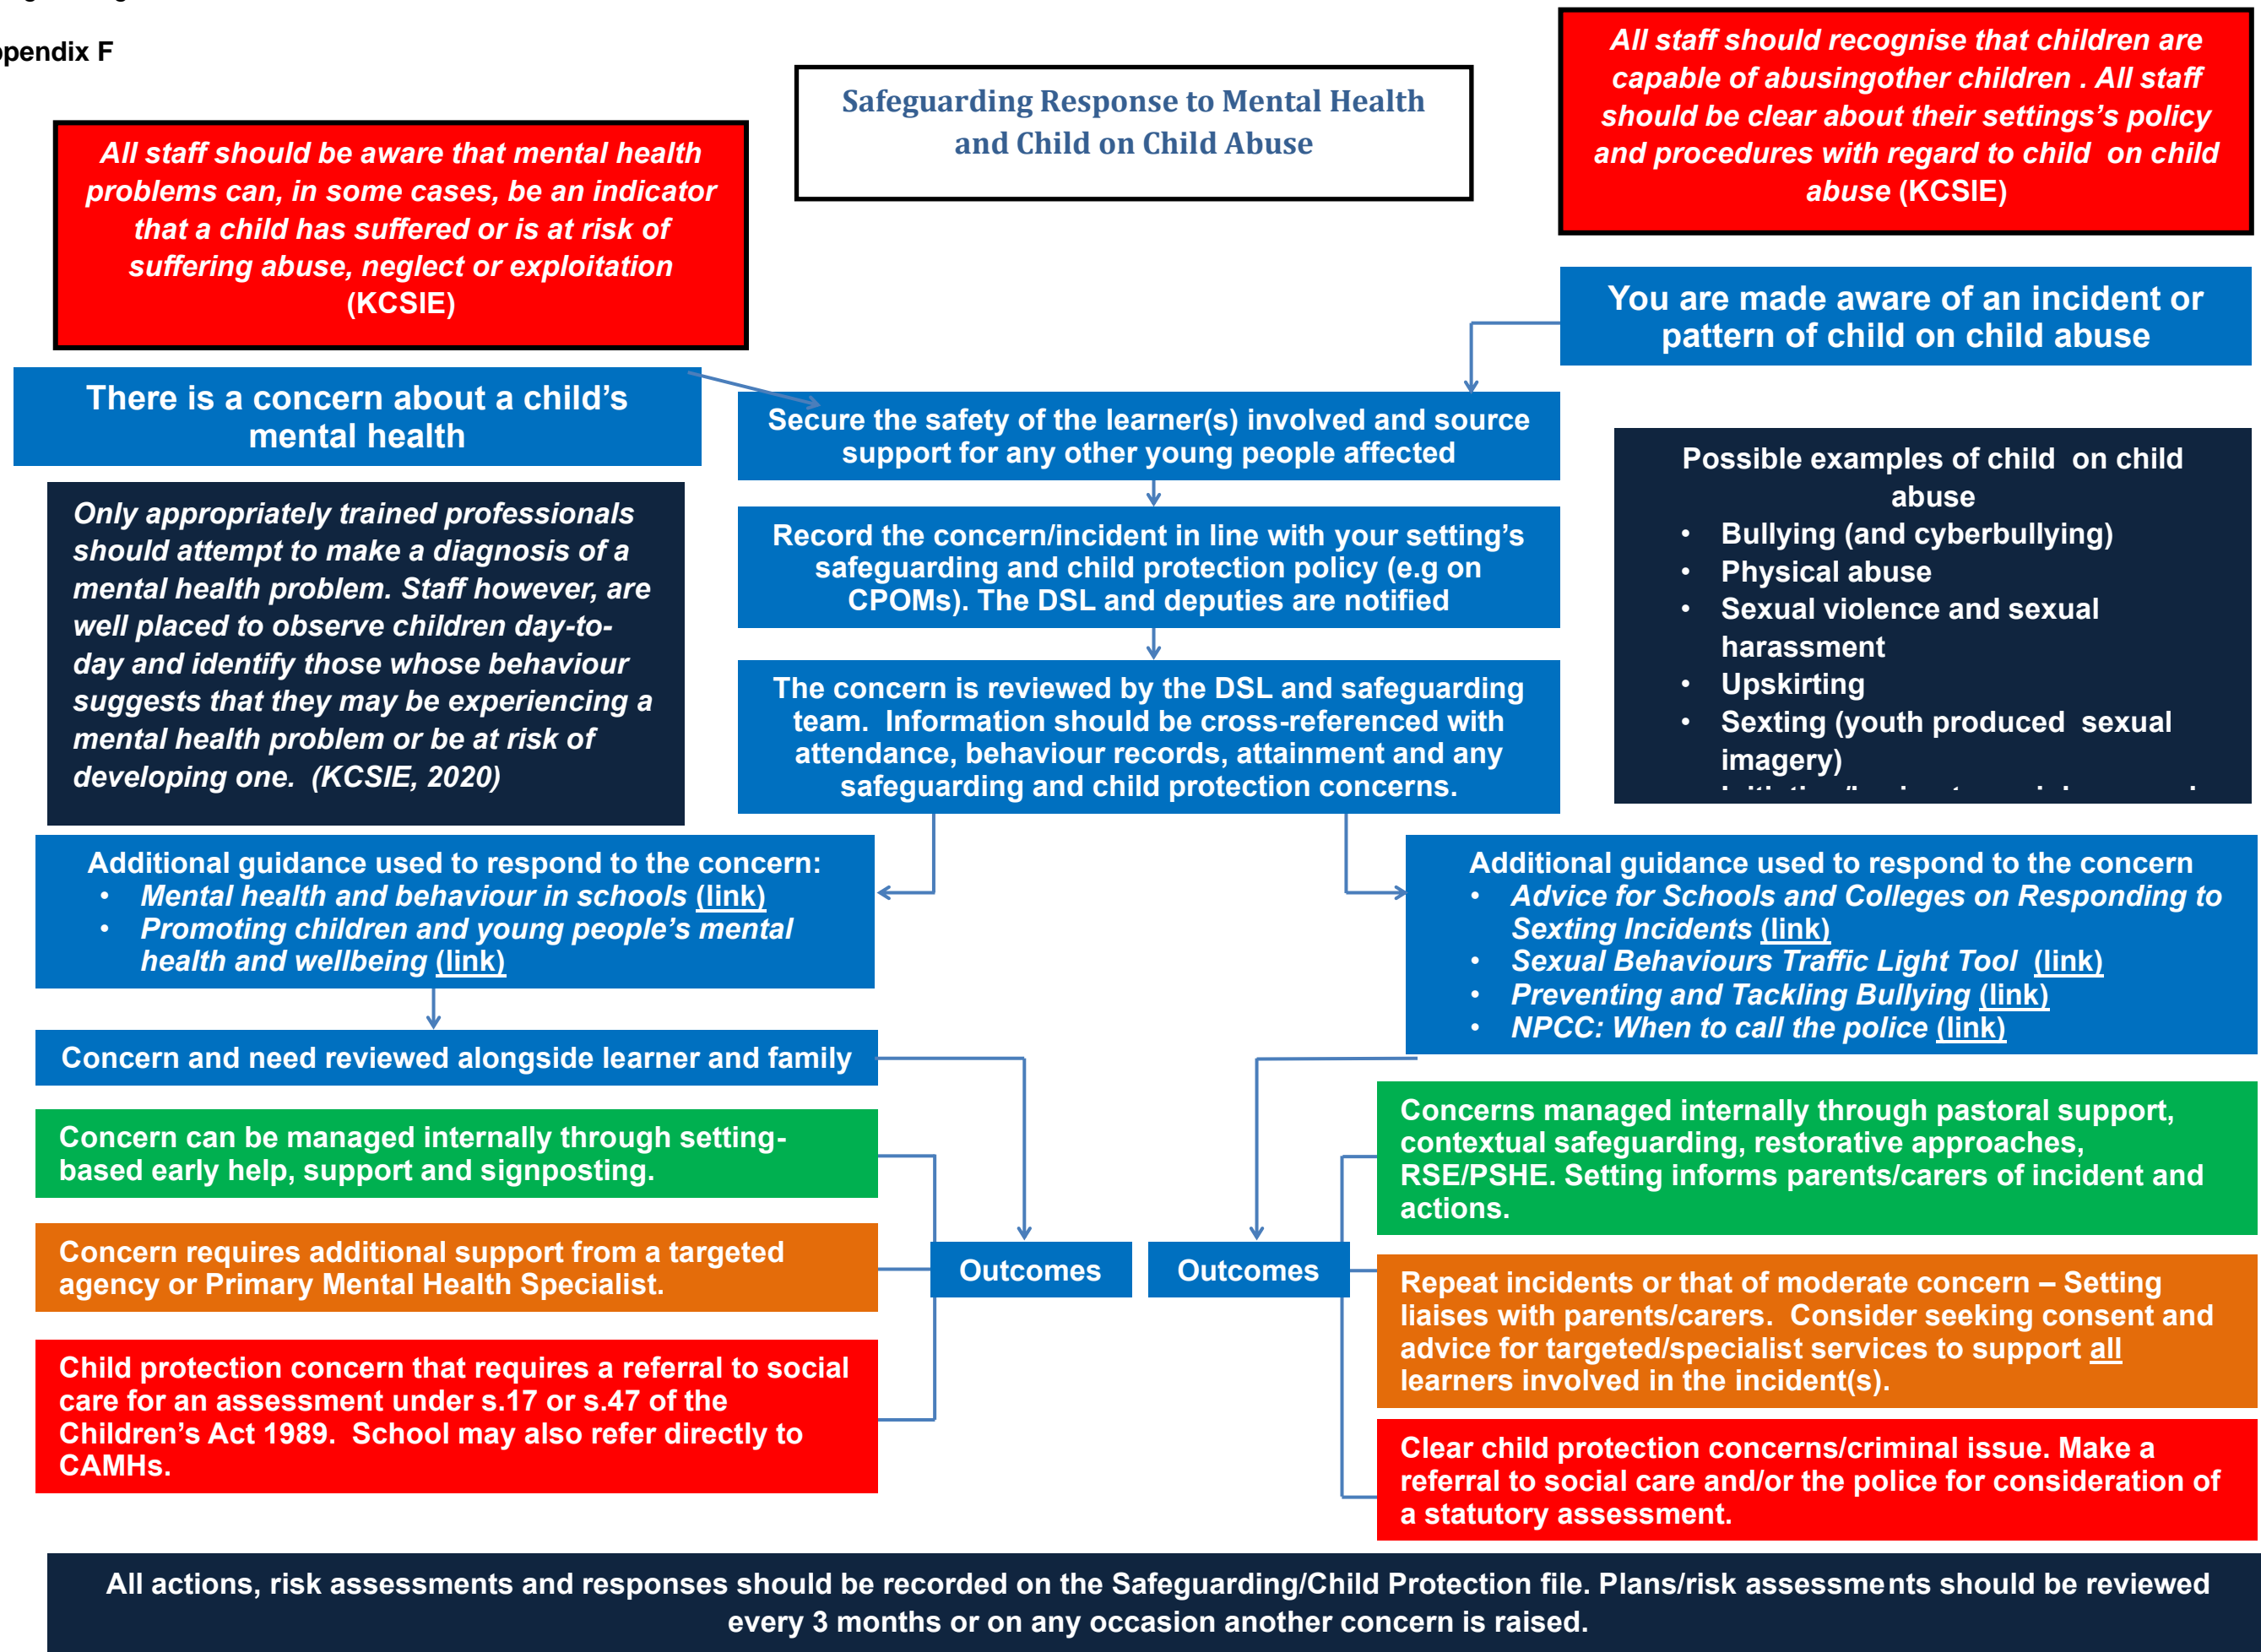 ppendix F
Safeguarding Response to Mental Health
and Child on Child Abuse
All staff should be aware that mental health
problems can, in some cases, be an indicator
that a child has suffered or is at risk of
suffering abuse, neglect or exploitation
(KCSIE)
All staff should recognise that children are
capable of abusingother children . All staff
should be clear about their settings's policy
and procedures with regard to child  on child
abuse (KCSIE)
You are made aware of an incident or
pattern of child on child abuse
There is a concern about a child's
mental health
Secure the safety of the learner(s) involved and source
support for any other young people affected
Only appropriately trained professionals
should attempt to make a diagnosis of a
mental health problem. Staff however, are
well placed to observe children day-to-
day and identify those whose behaviour
suggests that they may be experiencing a
mental health problem or be at risk of
developing one.  (KCSIE, 2020)
Record the concern/incident in line with your setting's
safeguarding and child protection policy (e.g on
CPOMs). The DSL and deputies are notified
The concern is reviewed by the DSL and safeguarding
team.  Information should be cross-referenced with
attendance, behaviour records, attainment and any
safeguarding and child protection concerns.
Possible examples of child  on child
abuse
• Bullying (and cyberbullying)
• Physical abuse
• Sexual violence and sexual
harassment
• Upskirting
• Sexting (youth produced  sexual
imagery)
Additional guidance used to respond to the concern:
• Mental health and behaviour in schools (link)
• Promoting children and young people's mental
health and wellbeing (link)
Additional guidance used to respond to the concern
• Advice for Schools and Colleges on Responding to
Sexting Incidents (link)
• Sexual Behaviours Traffic Light Tool  (link)
• Preventing and Tackling Bullying (link)
• NPCC: When to call the police (link)
Concern and need reviewed alongside learner and family
Concern can be managed internally through setting-
based early help, support and signposting.
Concern requires additional support from a targeted
agency or Primary Mental Health Specialist.
Child protection concern that requires a referral to social
care for an assessment under s.17 or s.47 of the
Children's Act 1989.  School may also refer directly to
CAMHs.
Outcomes
Outcomes
Concerns managed internally through pastoral support,
contextual safeguarding, restorative approaches,
RSE/PSHE. Setting informs parents/carers of incident and
actions.
Repeat incidents or that of moderate concern – Setting
liaises with parents/carers.  Consider seeking consent and
advice for targeted/specialist services to support all
learners involved in the incident(s).
Clear child protection concerns/criminal issue. Make a
referral to social care and/or the police for consideration of
a statutory assessment.
All actions, risk assessments and responses should be recorded on the Safeguarding/Child Protection file. Plans/risk assessments should be reviewed
every 3 months or on any occasion another concern is raised.